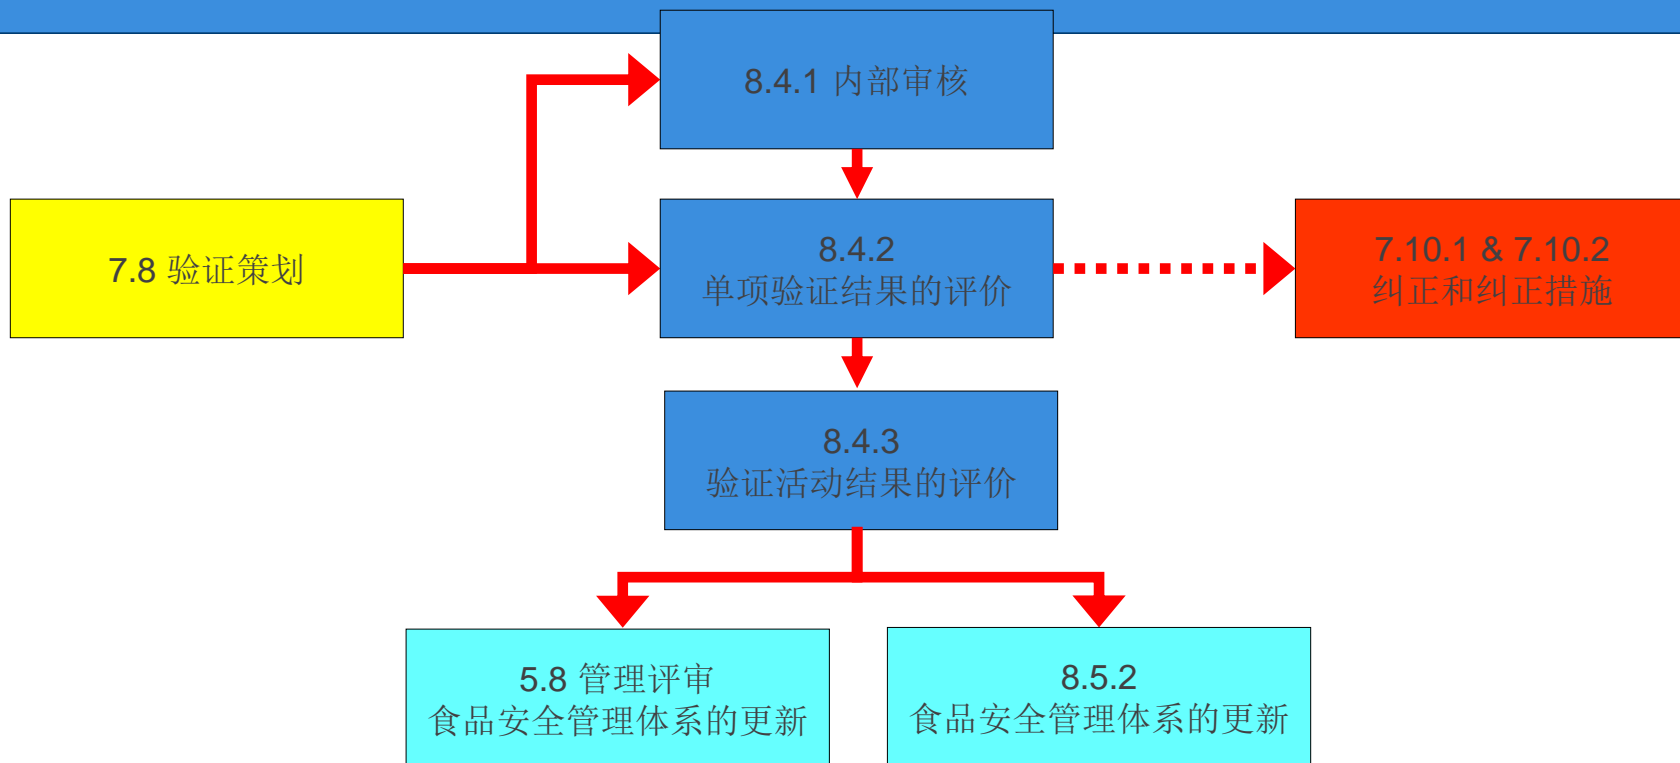 8.4.1 内部审核
7.8 验证策划
8.4.2
单项验证结果的评价
7.10.1 & 7.10.2
纠正和纠正措施
8.4.3
验证活动结果的评价
5.8 管理评审
食品安全管理体系的更新
8.5.2
食品安全管理体系的更新